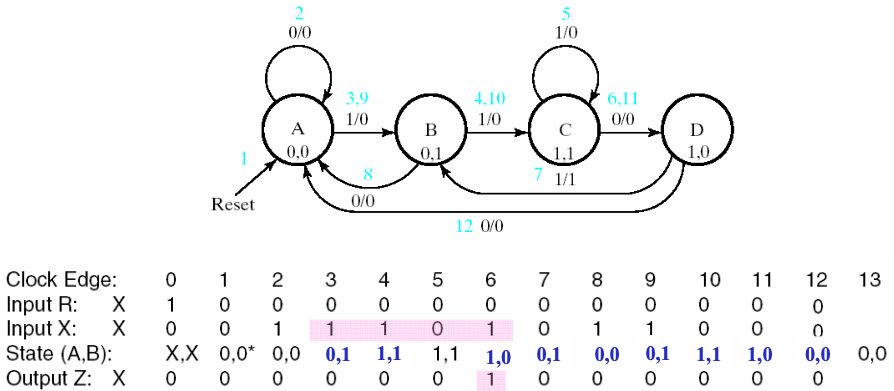 2 5
0/0 1/0
3,9 4,10 6,11
1/0 1/0 0/0
A B C D
0,0 0,1 1,1 1,0
1 8 7 1/1
Reset 0/0
12 0/0
Clock Edge: 0 1 2 3 4 5 6 7 8 9 10 11 12 13
Input R: X 1 0 0 0 0 0 0 0 0 0 0 0 0
Input X: X 0 0 1 1 1 0 1 0 1 1 0 0 0
State (A,B): X,X 0,0* 0,0 0,1 1,1 1,1 1,0 0,1 0,0 0,1 1,1 1,0 0,0 0,0
Output Z: X 0 0 0 0 0 0 1 0 0 0 0 0 0